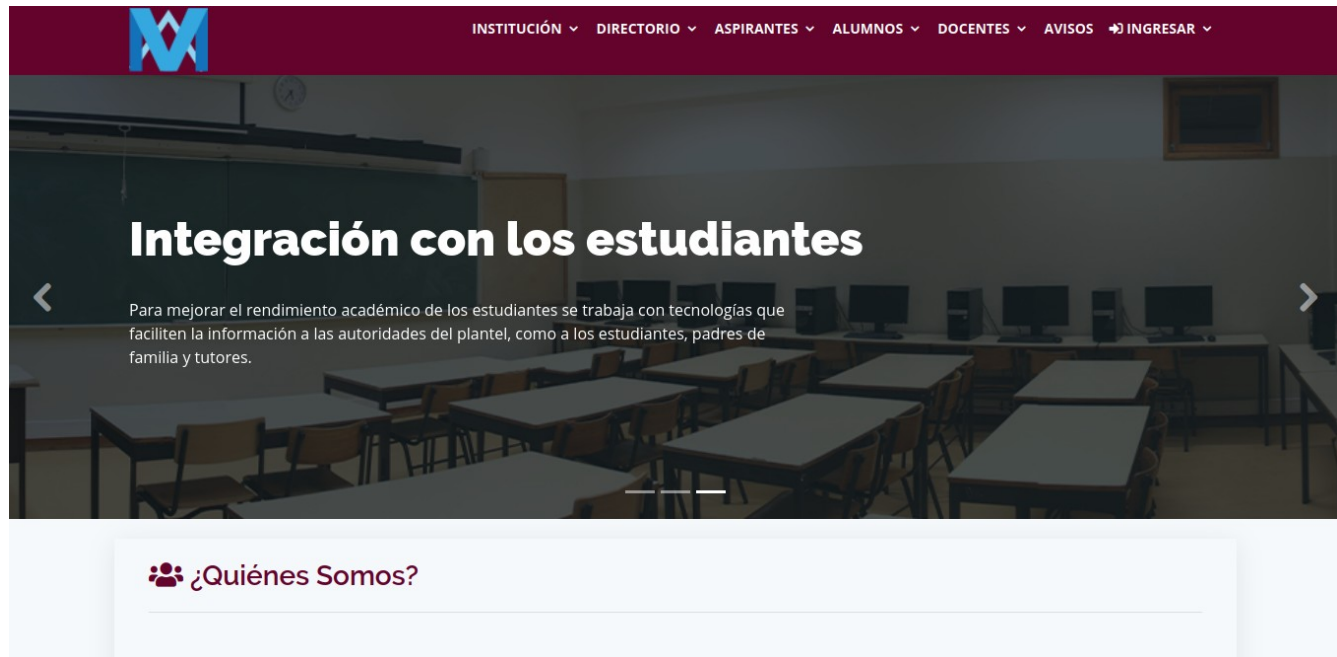 INSTITUCIÓN DIRECTORIO ASPIRANTES ALUMNOS DOCENTES AVISOS INGRESAR
Integración con los estudiantes
Para mejorar el rendimiento académico de los estudiantes se trabaja con tecnologías que
faciliten la información a las autoridades del plantel, como a los estudiantes, padres de
familia y tutores.
¿Quiénes Somos?